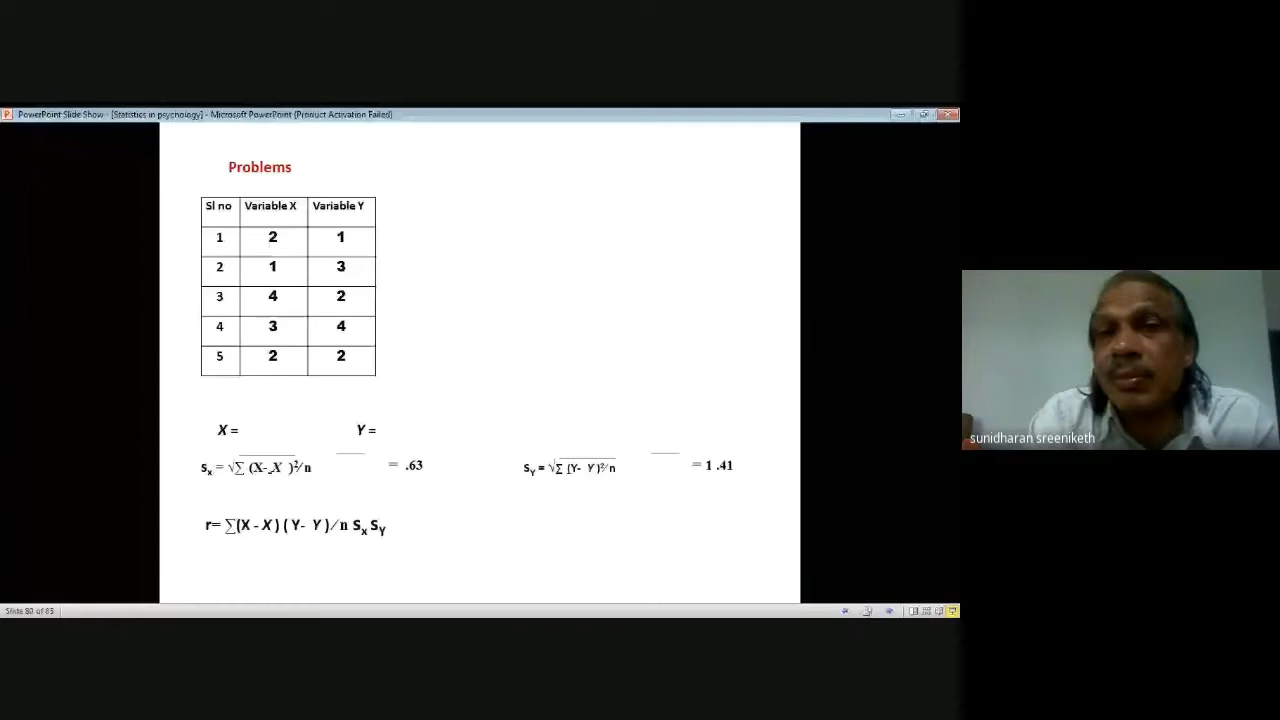 PowerPoint Slide Show - [Statistics in psychology] - Microsoft PowerPoint (Product Activation Failed)
Problems
Sl no Variable X Variable Y
1 2 1
2 1 3
3 4 2
4 3 4
5 2 2
X = Y =
Sx = √∑ (X- X )²/n = .63 SY = √∑ (Y- Y )²/n = 1 .41
r= ∑(X - X ) ( Y- Y ) / n Sx SY
sunidharan sreeniketh
Slide 80 of 85